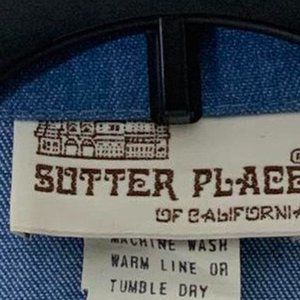 SUTTER PLACE
OF CALIFORNIA
MACHINE WASH
WARM LINE OR
TUMBLE DRY